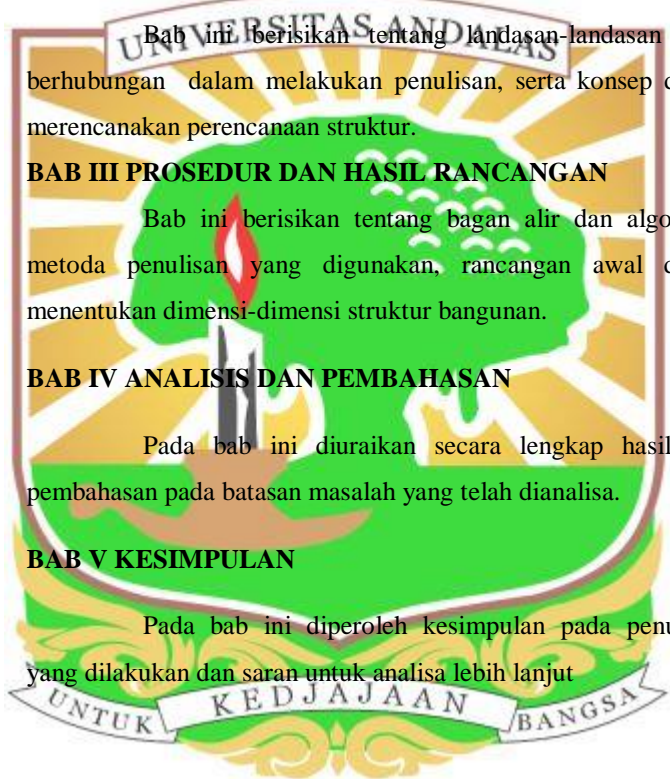 UNIVERSITAS ANDALAS
Bab ini berisikan tentang landasan-landasan
berhubungan dalam melakukan penulisan, serta konsep
merencanakan perencanaan struktur.
BAB III PROSEDUR DAN HASIL RANCANGAN
Bab ini berisikan tentang bagan alir dan algo
metoda penulisan yang digunakan, rancangan awal
menentukan dimensi-dimensi struktur bangunan.
BAB IV ANALISIS DAN PEMBAHASAN
Pada bab ini diuraikan secara lengkap hasil
pembahasan pada batasan masalah yang telah dianalisa.
BAB V KESIMPULAN
Pada bab ini diperoleh kesimpulan pada penu
yang dilakukan dan saran untuk analisa lebih lanjut
UNTUK KEDJAJAAN BANGSA